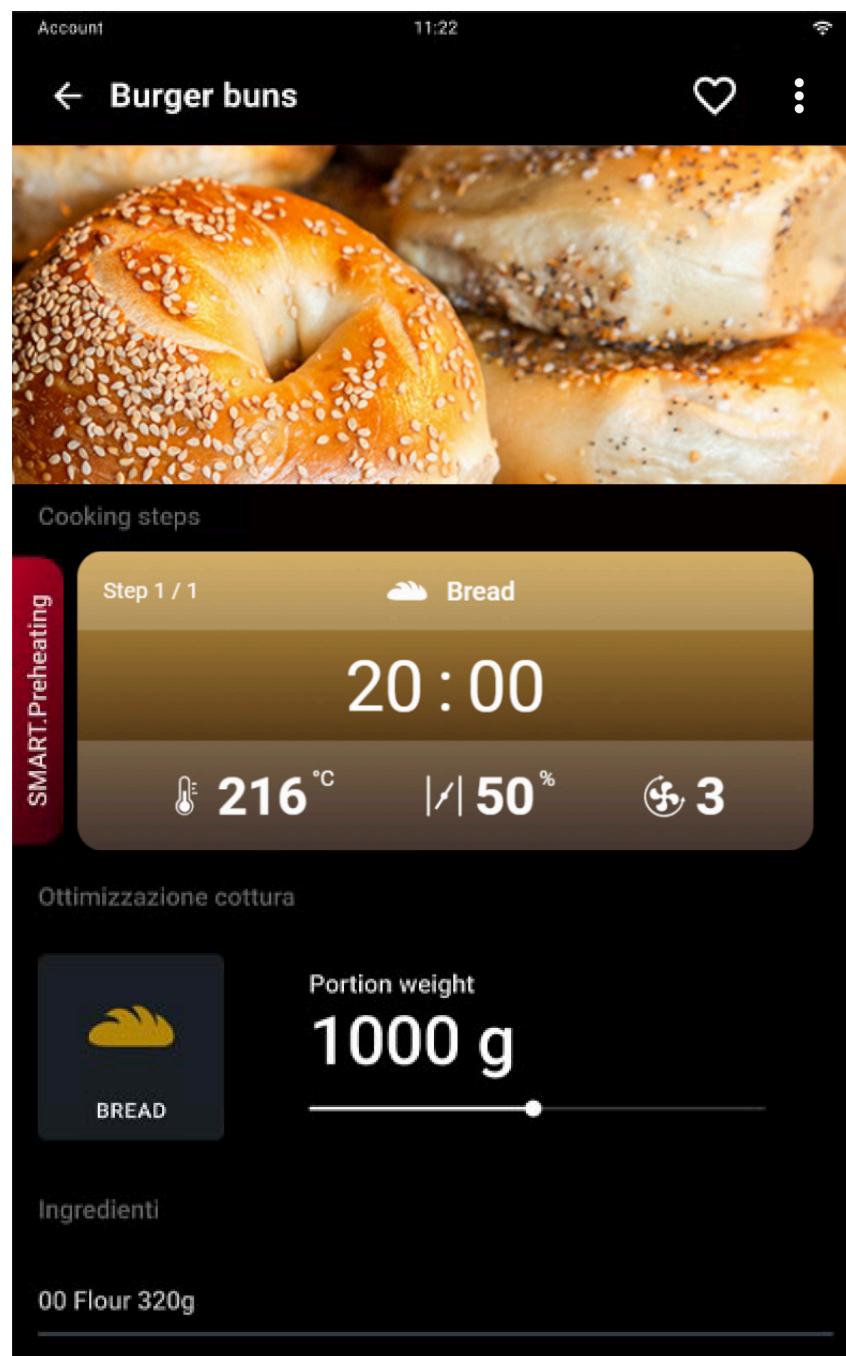 Account 11:22
Burger buns
Cooking steps
SMART.Preheating
Step 1 / 1 Bread
20 : 00
216 °C 50 % 3
Ottimizzazione cottura
Portion weight
1000 g
BREAD
Ingredienti
00 Flour 320g